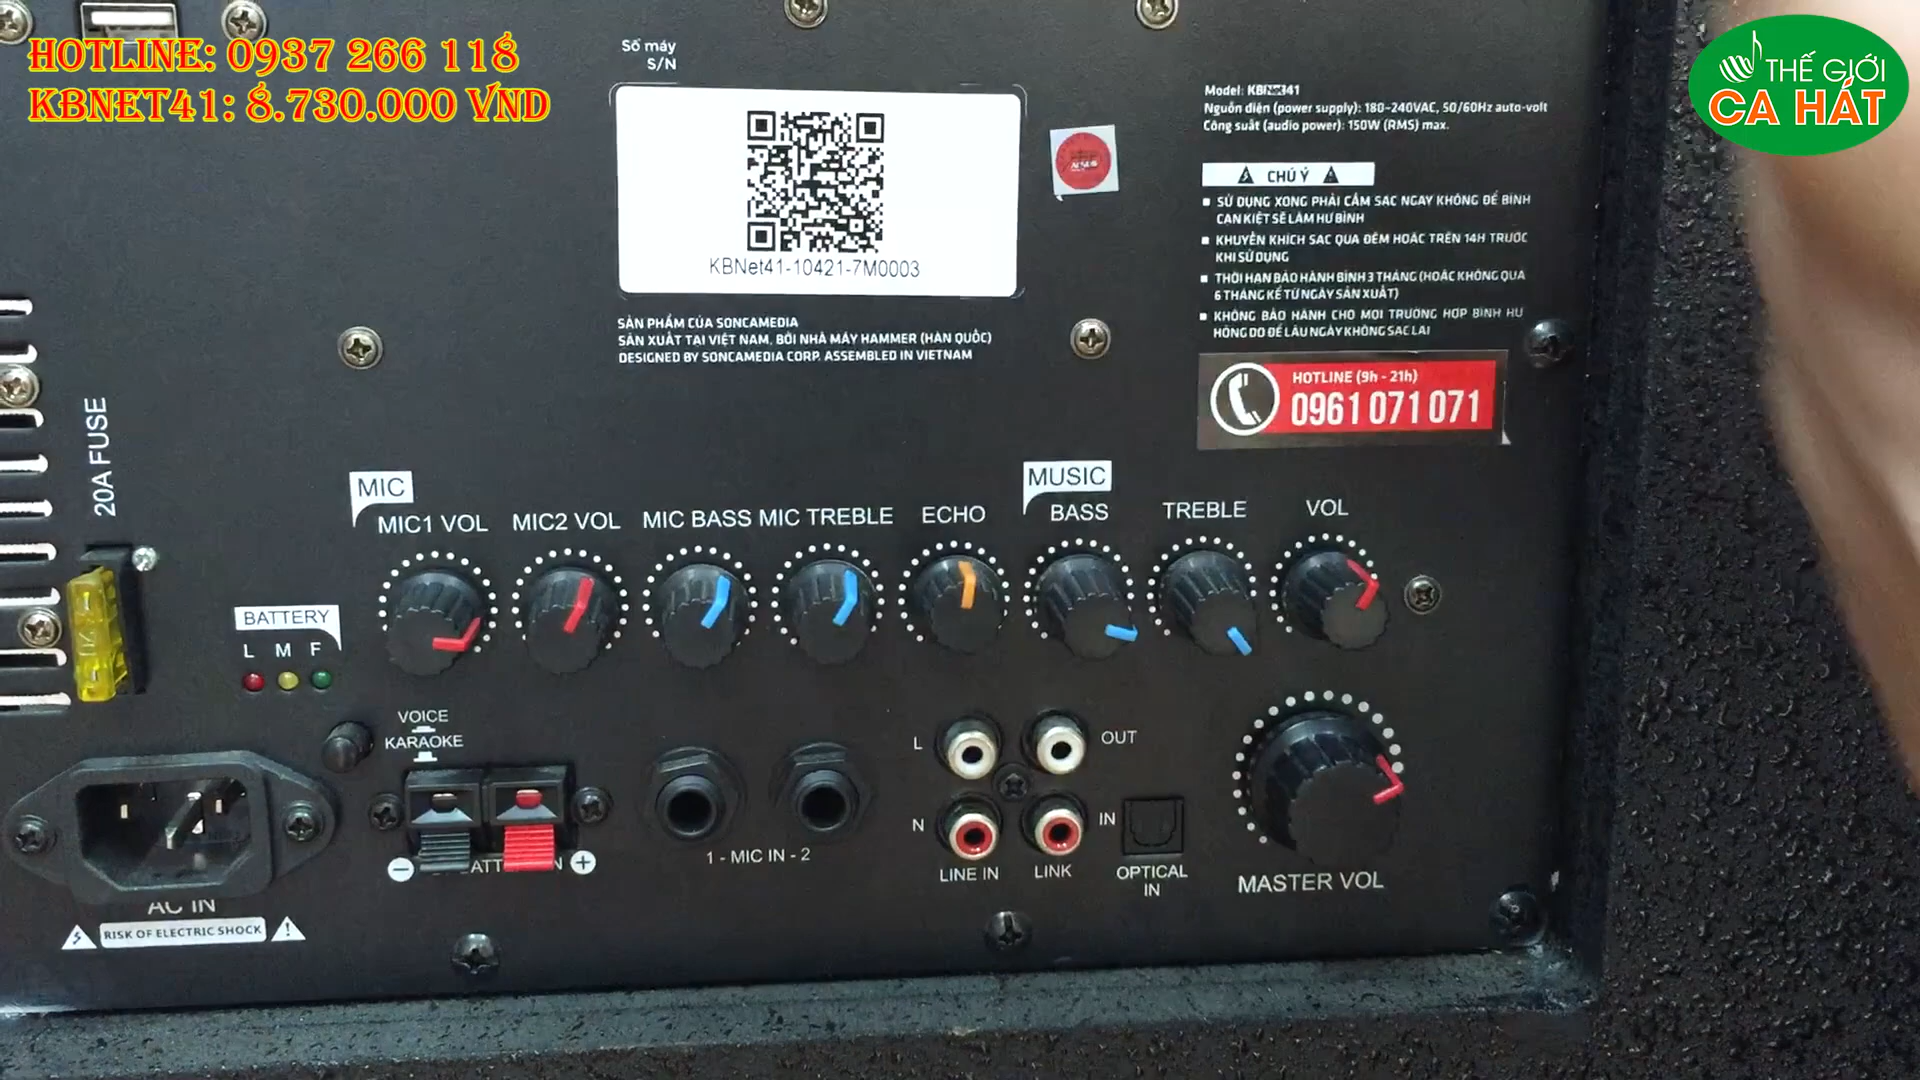 HOTLINE: 0937 266 118
KBNET41: 8.730.000 VND
THẾ GIỚI
CA HÁT
Số máy
S/N
KBNet41-10421-7M0003
SẢN PHẨM CỦA SONCAMEDIA
SẢN XUẤT TẠI VIỆT NAM, BỞI NHÀ MÁY HAMMER (HÀN QUỐC)
DESIGNED BY SONCAMEDIA CORP. ASSEMBLED IN VIETNAM
Model: KBNet41
Nguồn điện (power supply): 180~240VAC, 50/60Hz auto-volt
Công suất (audio power): 150W (RMS) max.
CHÚ Ý
SỬ DỤNG XONG PHẢI CẮM SẠC NGAY KHÔNG ĐỂ BÌNH
CẠN KIỆT SẼ LÀM HƯ BÌNH
KHUYẾN KHÍCH SẠC QUA ĐÊM HOẶC TRÊN 14H TRƯỚC
KHI SỬ DỤNG
THỜI HẠN BẢO HÀNH BÌNH 3 THÁNG (HOẶC KHÔNG QUÁ
6 THÁNG KỂ TỪ NGÀY SẢN XUẤT)
KHÔNG BẢO HÀNH CHO MỌI TRƯỜNG HỢP BÌNH HƯ
HỎNG DO ĐỂ LÂU NGÀY KHÔNG SẠC LẠI
HOTLINE (9h - 21h)
0961 071 071
20A FUSE
MIC
MUSIC
MIC1 VOL MIC2 VOL MIC BASS MIC TREBLE ECHO BASS TREBLE VOL
BATTERY
L M F
VOICE
KARAOKE
AC IN
RISK OF ELECTRIC SHOCK
1 - MIC IN - 2
L OUT
N IN
LINE IN LINK
OPTICAL
IN
MASTER VOL